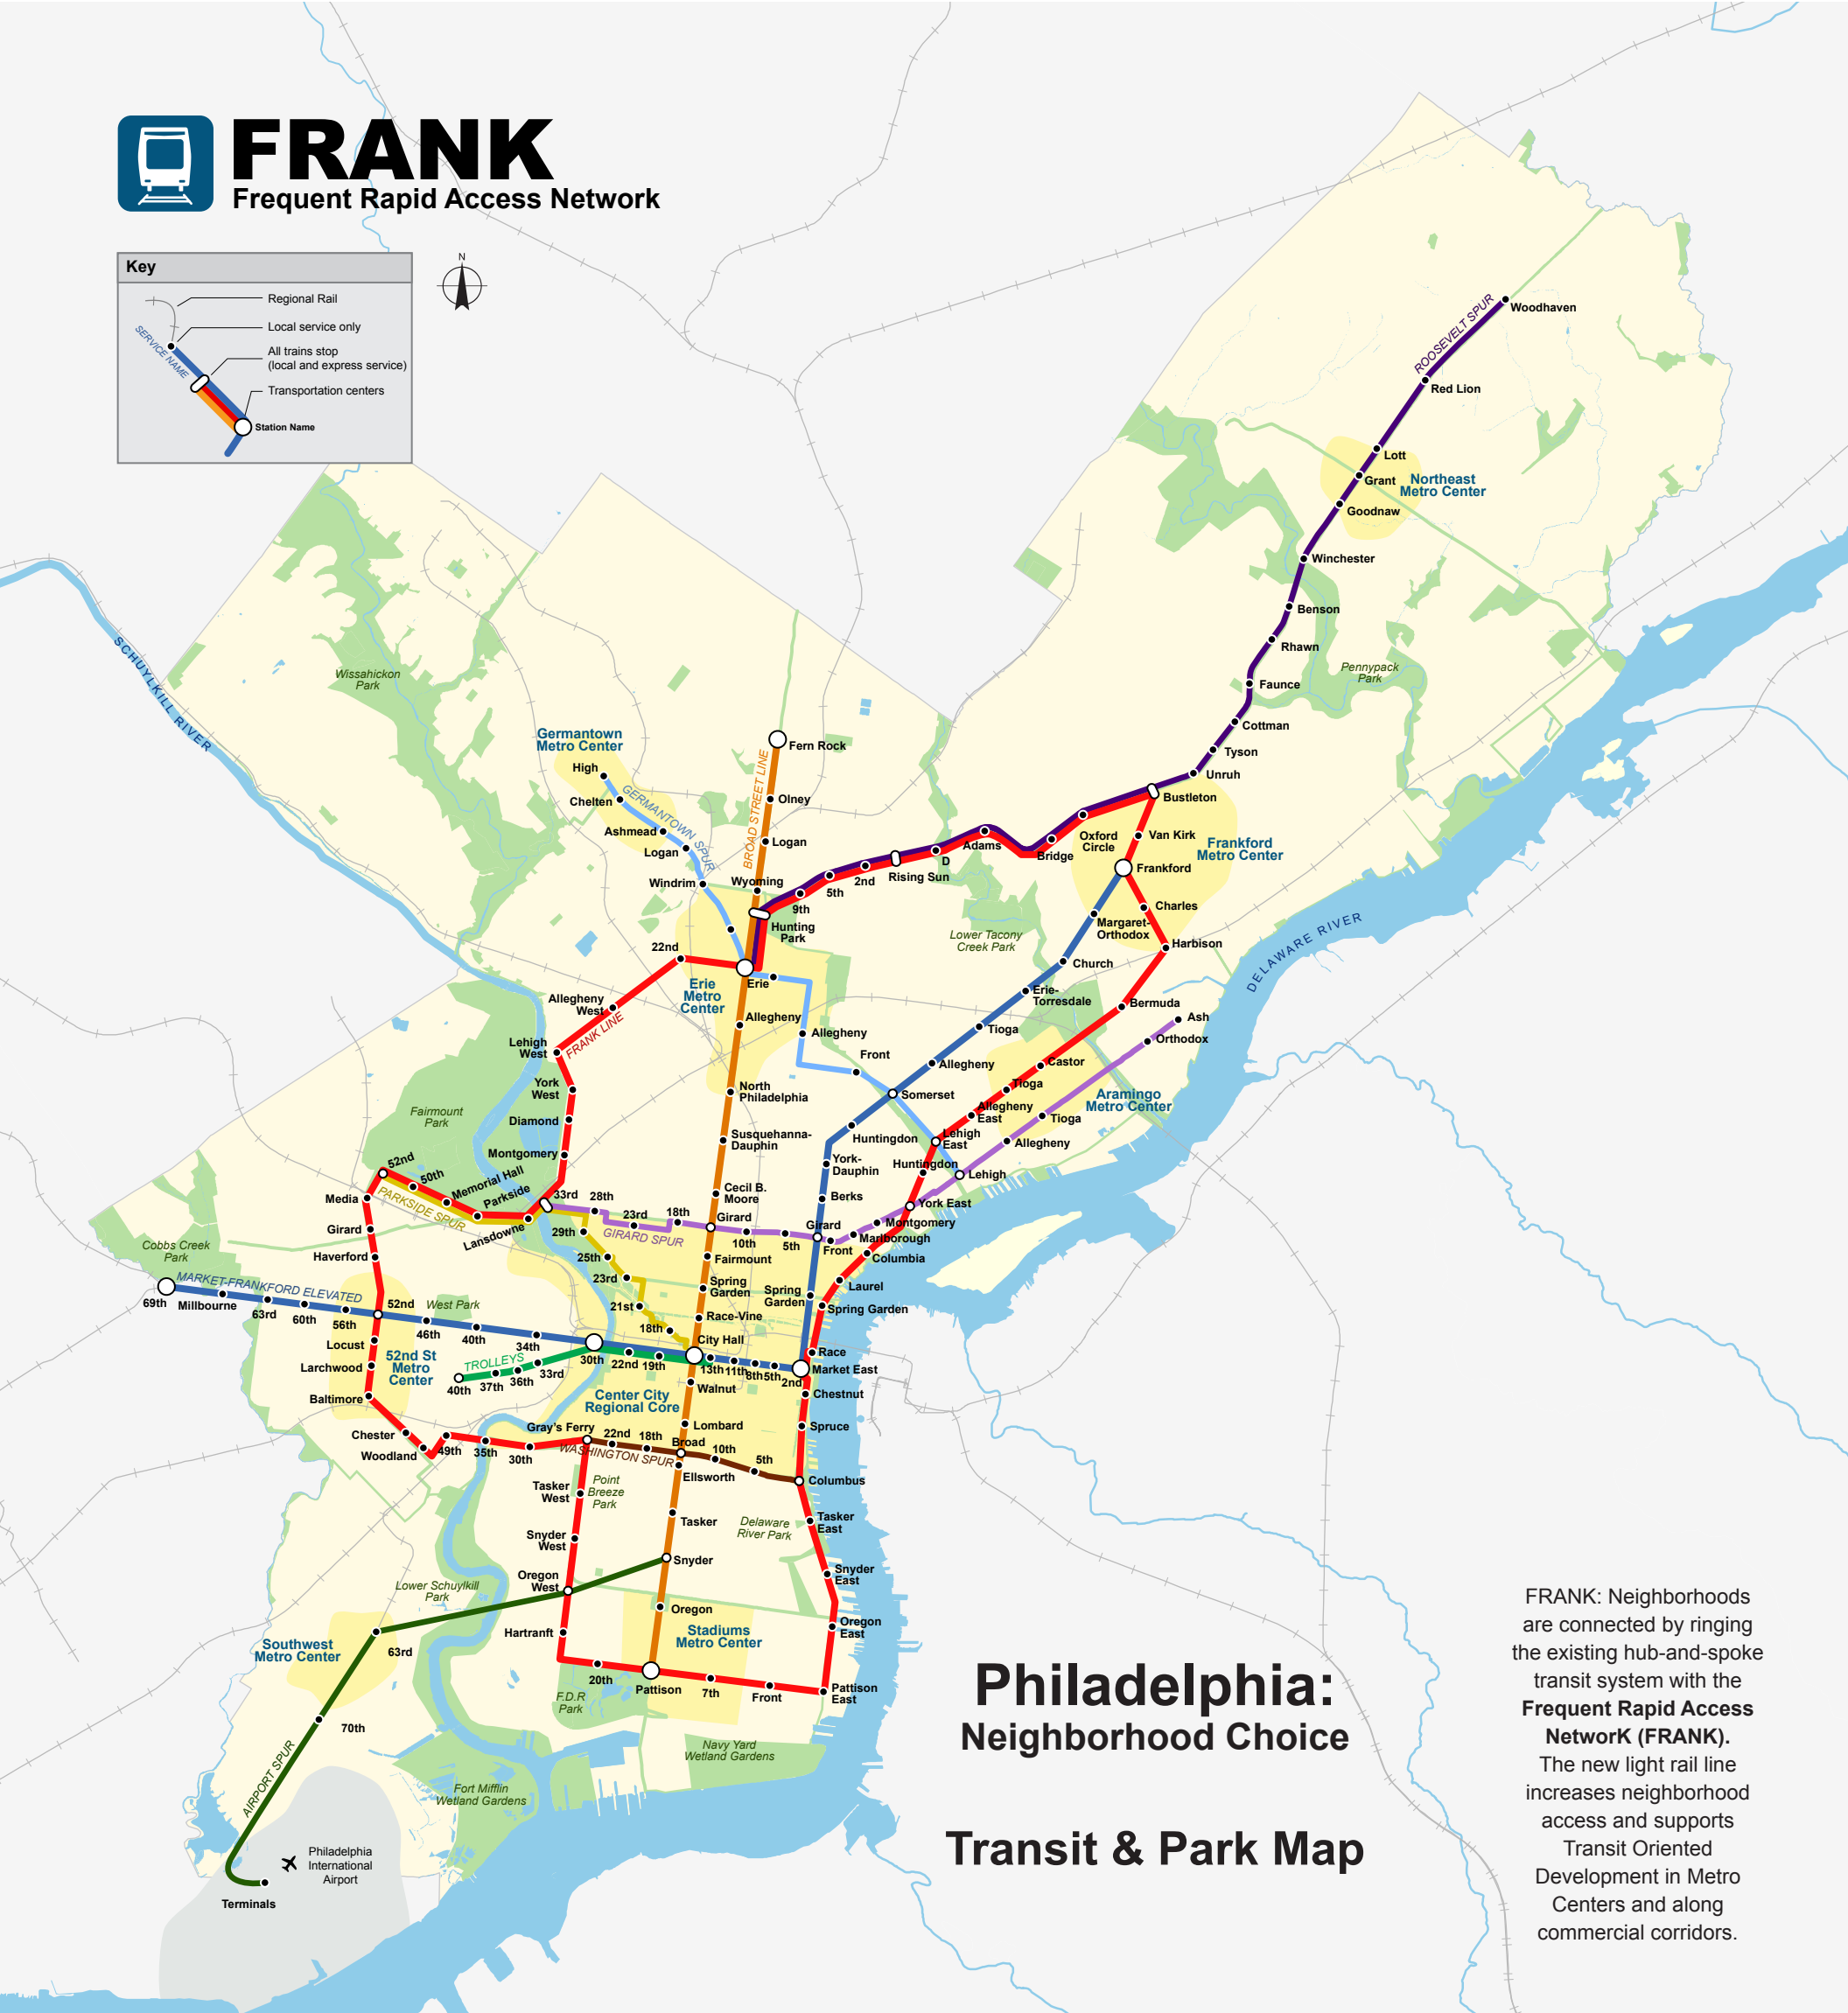 FRANK
Frequent Rapid Access Network
Key
Regional Rail
Local service only
All trains stop
(local and express service)
Transportation centers
SERVICE NAME
Station Name
N
ROOSEVELT SPUR
Woodhaven
Red Lion
Lott
Grant
Northeast
Metro Center
Goodnaw
Winchester
Benson
Rhawn
Pennypack
Park
Faunce
Cottman
Tyson
Unruh
Bustleton
SCHUYLKILL RIVER
Wissahickon
Park
Germantown
Metro Center
High
Chelten
GERMANTOWN SPUR
Ashmead
Logan
Windrim
Fern Rock
BROAD STREET LINE
Olney
Logan
Wyoming
9th
5th
2nd
Rising Sun
D
Adams
Bridge
Oxford
Circle
Van Kirk
Frankford
Metro Center
Frankford
Charles
Margaret-
Orthodox
Harbison
DELAWARE RIVER
Hunting
Park
Lower Tacony
Creek Park
Church
22nd
Erie
Erie
Metro
Center
Erie-
Torresdale
Bermuda
Ash
Orthodox
Allegheny
West
FRANK LINE
Allegheny
Allegheny
Tioga
Lehigh
West
Front
Allegheny
Castor
York
West
North
Philadelphia
Somerset
Tioga
Aramingo
Metro Center
Fairmount
Park
Diamond
Susquehanna-
Dauphin
Huntingdon
Allegheny
East
Tioga
Lehigh
East
Allegheny
Montgomery
York-
Dauphin
Huntingdon
Lehigh
52nd
50th
Memorial Hall
Parkside
Media
PARKSIDE SPUR
Lansdowne
33rd
28th
Cecil B.
Moore
Berks
York East
Girard
23rd
18th
Girard
GIRARD SPUR
10th
5th
Girard
Front
Montgomery
Marlborough
Columbia
29th
Cobbs Creek
Park
Haverford
25th
Fairmount
23rd
Spring
Garden
Spring
Garden
Laurel
Spring Garden
MARKET-FRANKFORD ELEVATED
69th
Millbourne
63rd
60th
56th
52nd
West Park
46th
40th
34th
21st
18th
Race-Vine
City Hall
Race
Market East
Locust
Larchwood
52nd St
Metro
Center
TROLLEYS
40th
37th
36th
33rd
30th
22nd
19th
13th
11th
8th
5th
2nd
Walnut
Chestnut
Baltimore
Center City
Regional Core
Lombard
Spruce
Chester
Woodland
49th
35th
30th
Gray's Ferry
22nd
18th
Broad
10th
5th
WASHINGTON SPUR
Ellsworth
Columbus
Tasker
West
Point
Breeze
Park
Tasker
Delaware
River Park
Tasker
East
Snyder
West
Snyder
Snyder
East
Oregon
West
Lower Schuylkill
Park
Oregon
Oregon
East
Hartranft
Stadiums
Metro Center
Southwest
Metro Center
63rd
20th
Pattison
7th
Front
Pattison
East
F.D.R
Park
70th
Navy Yard
Wetland Gardens
AIRPORT SPUR
Fort Mifflin
Wetland Gardens
Philadelphia
International
Airport
Terminals
Philadelphia:
Neighborhood Choice
Transit & Park Map
FRANK: Neighborhoods
are connected by ringing
the existing hub-and-spoke
transit system with the
Frequent Rapid Access
NetworK (FRANK).
The new light rail line
increases neighborhood
access and supports
Transit Oriented
Development in Metro
Centers and along
commercial corridors.